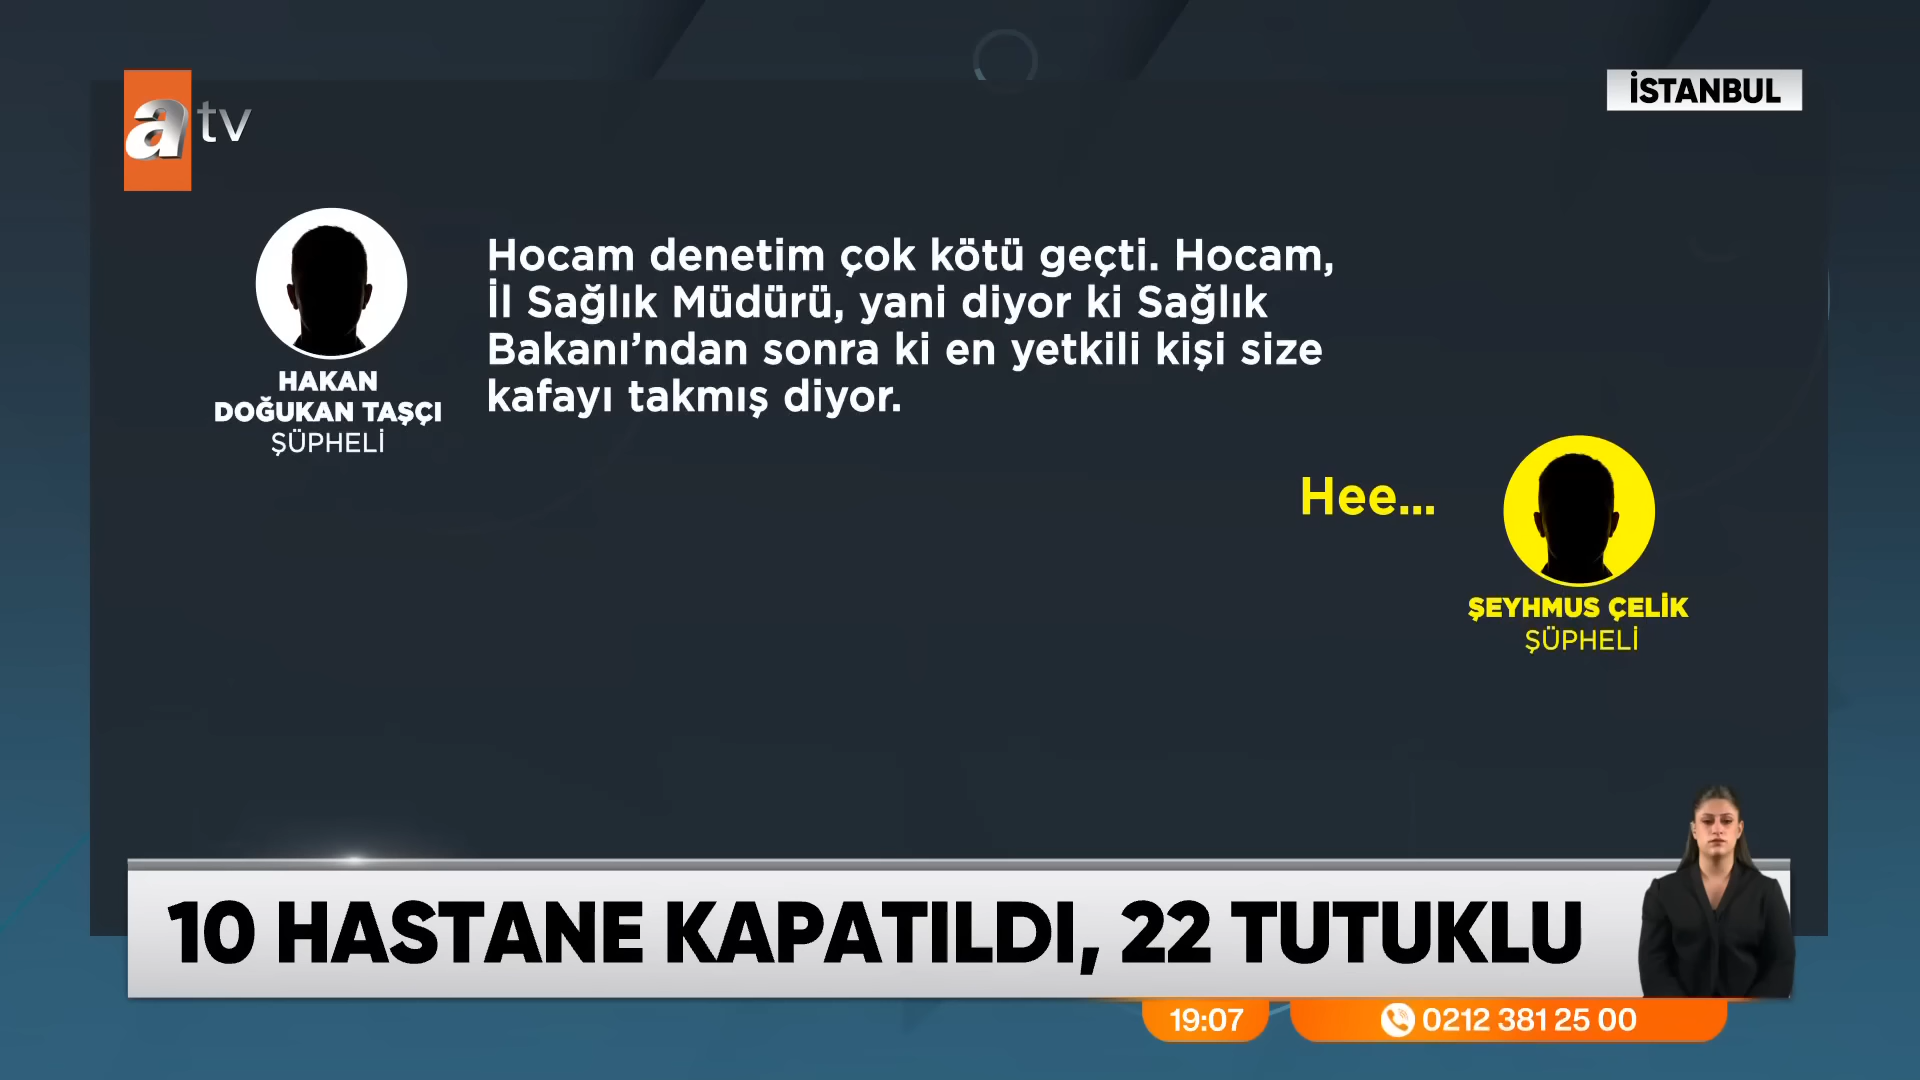 atv
İSTANBUL
Hocam denetim çok kötü geçti. Hocam,
İl Sağlık Müdürü, yani diyor ki Sağlık
Bakanı’ndan sonra ki en yetkili kişi size
kafayı takmış diyor.
HAKAN
DOĞUKAN TAŞÇI
ŞÜPHELİ
Hee...
ŞEYHMUS ÇELİK
ŞÜPHELİ
10 HASTANE KAPATILDI, 22 TUTUKLU
19:07
0212 381 25 00